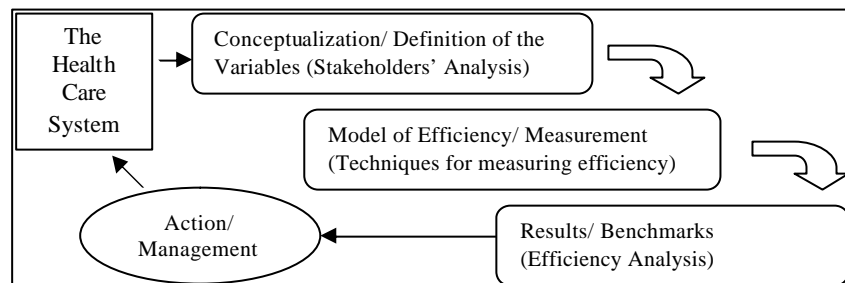 The
Health
Care
System
Conceptualization/ Definition of the
Variables (Stakeholders' Analysis)
Model of Efficiency/ Measurement
(Techniques for measuring efficiency)
Results/ Benchmarks
(Efficiency Analysis)
Action/
Management